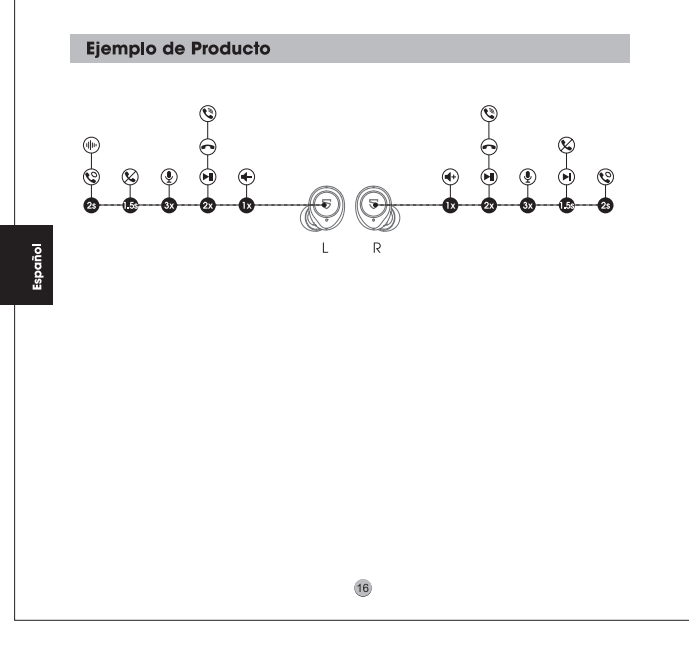 Ejemplo de Producto
2s 1.5s 3x 2x 1x 1x 2x 3x 1.5s 2s
L R
Español
16